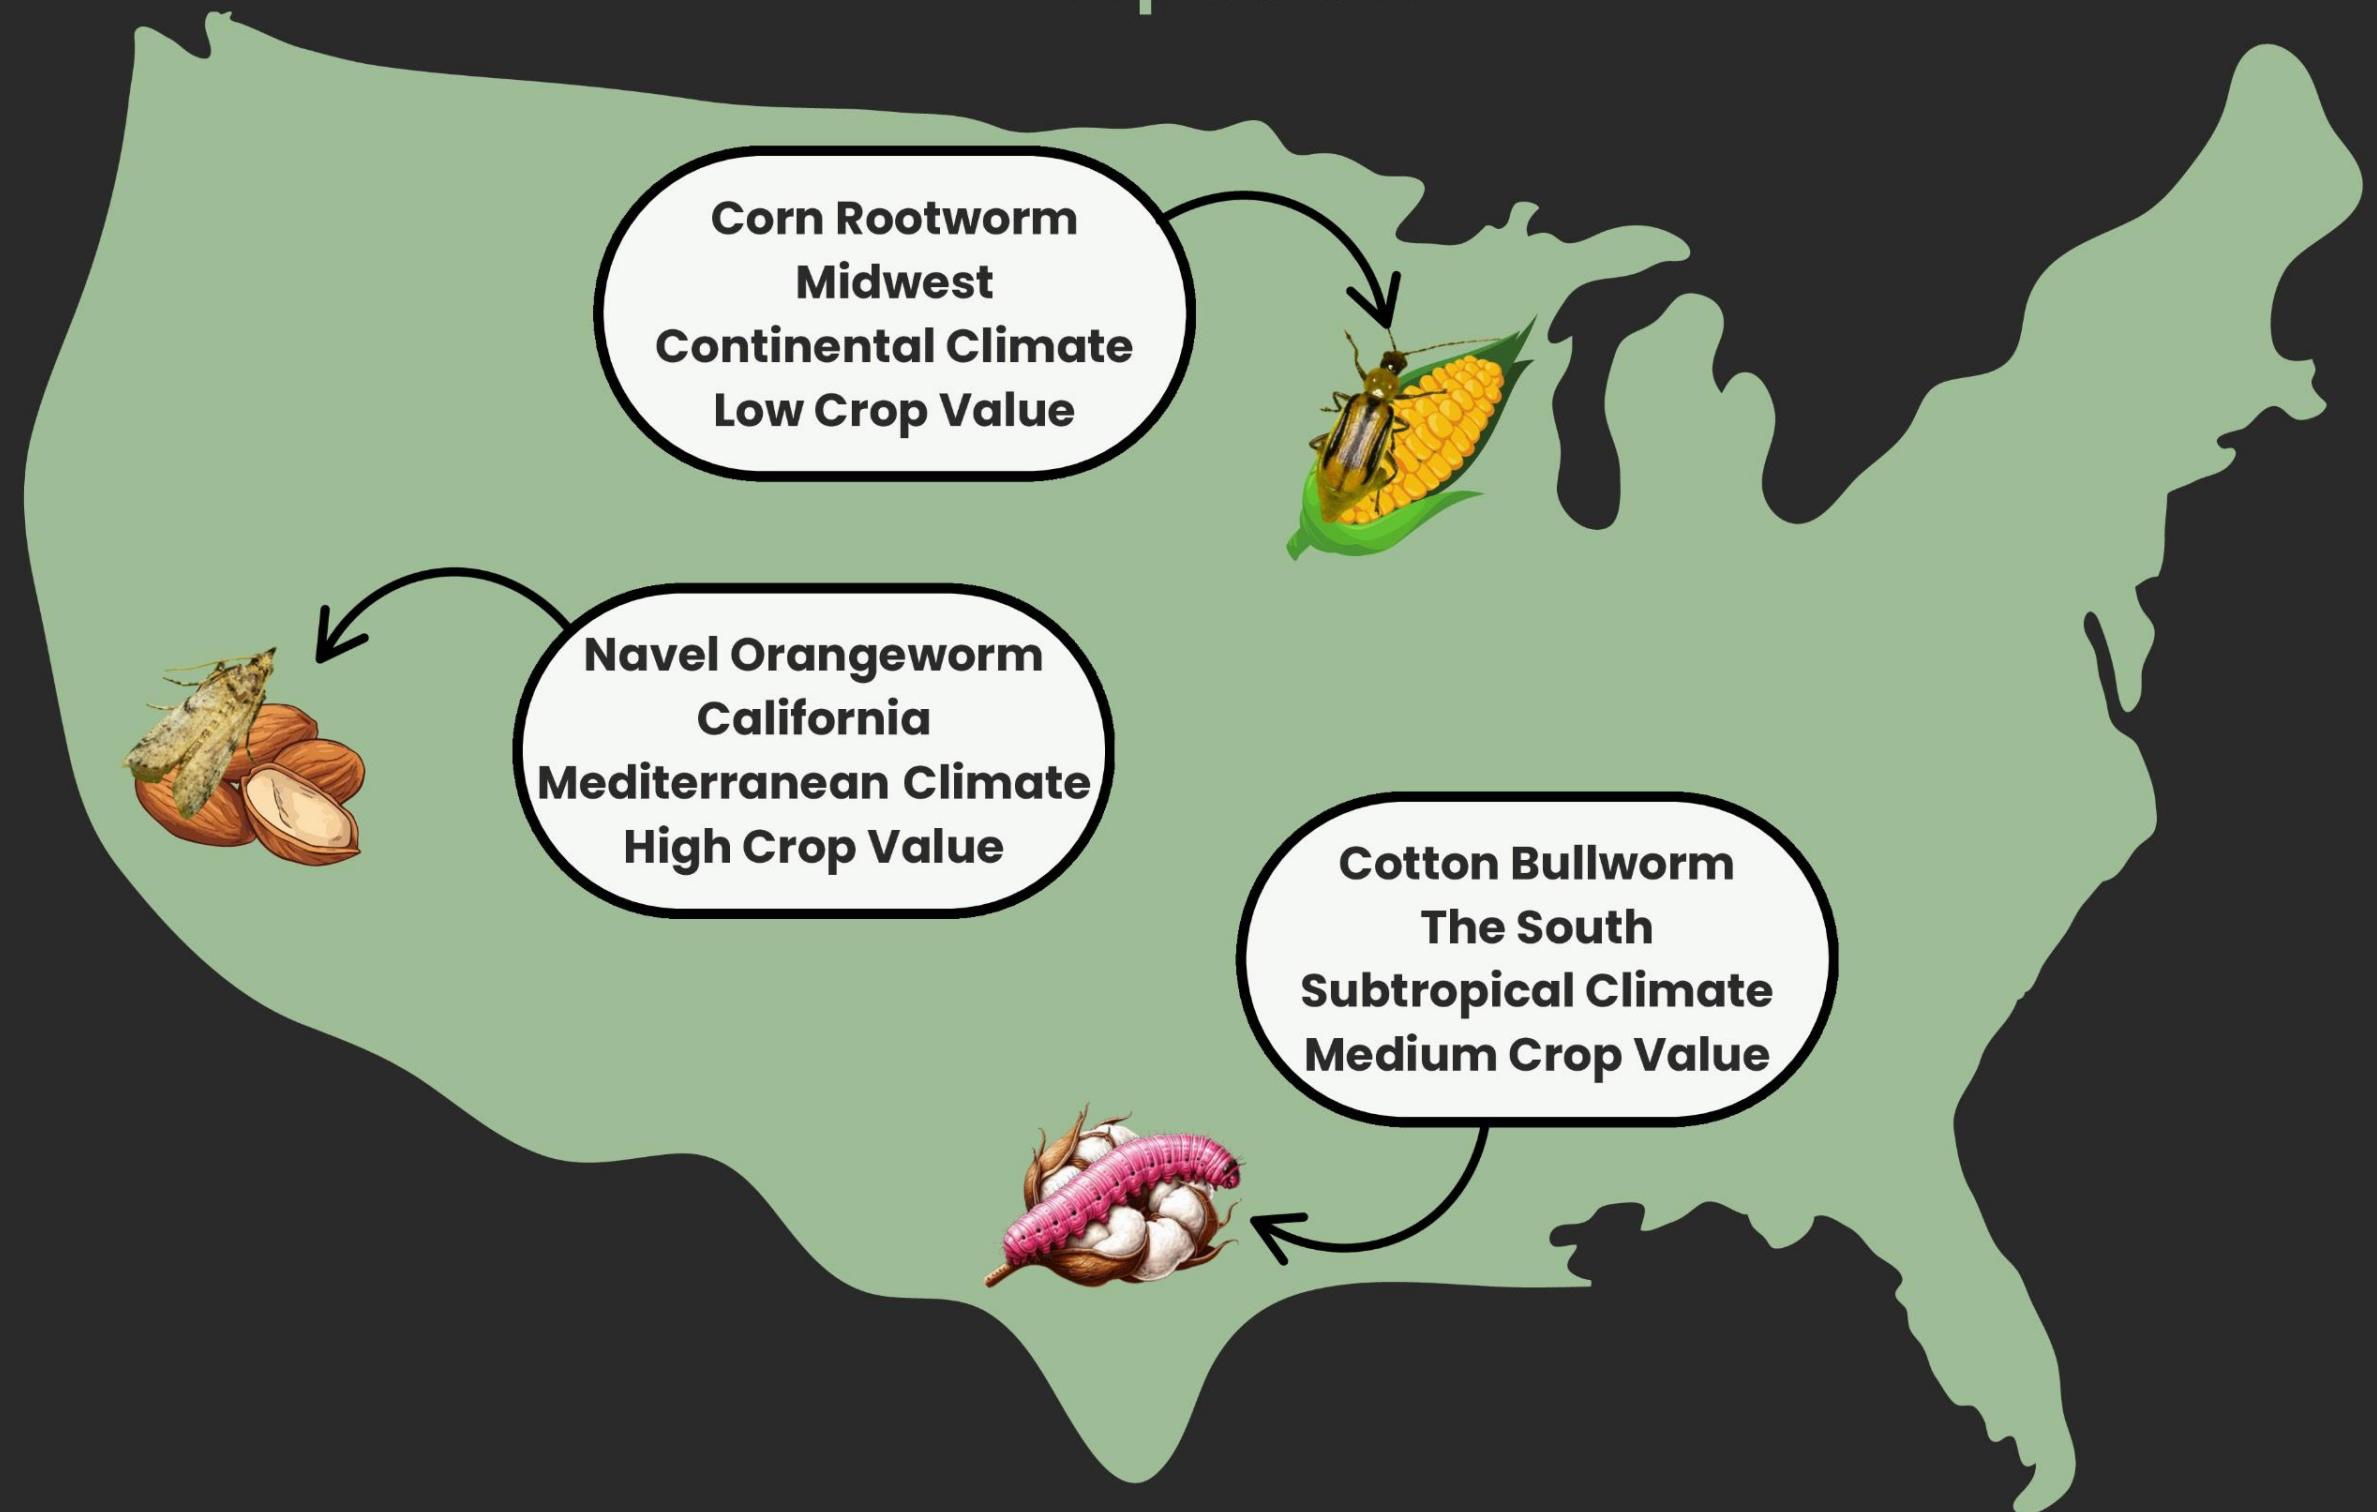 Corn Rootworm
Midwest
Continental Climate
Low Crop Value
Navel Orangeworm
California
Mediterranean Climate
High Crop Value
Cotton Bullworm
The South
Subtropical Climate
Medium Crop Value